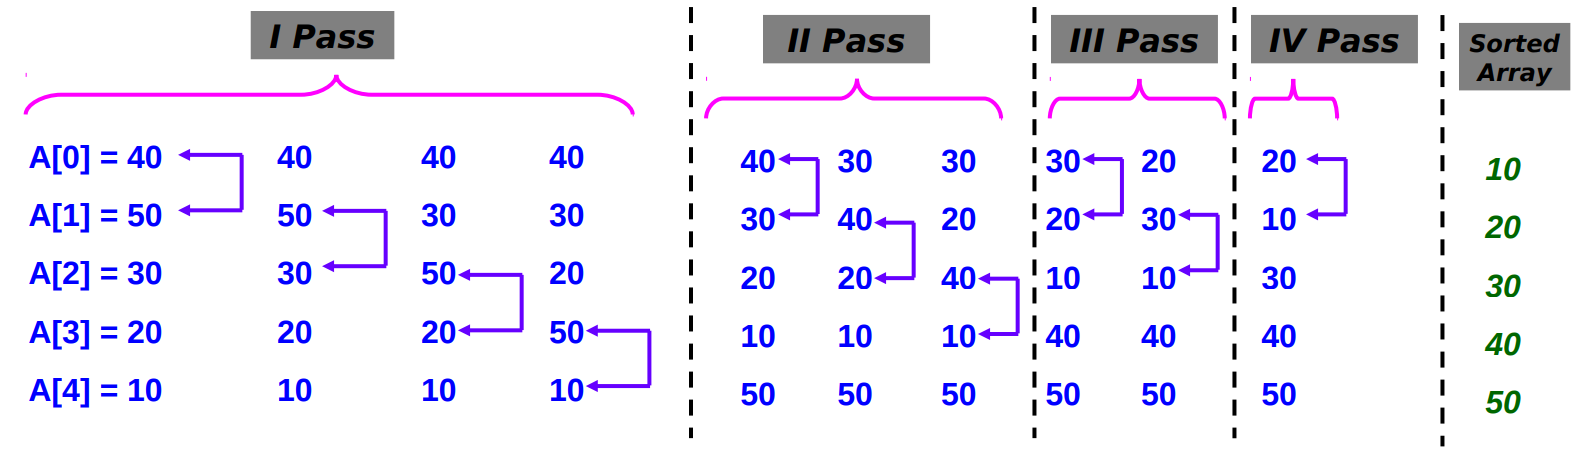 I Pass II Pass III Pass IV Pass Sorted
Array
A[0] = 40 40 40 40 40 30 30 30 20 20 10
A[1] = 50 50 30 30 30 40 20 20 30 10 20
A[2] = 30 30 50 20 20 20 40 10 10 30 30
A[3] = 20 20 20 50 10 10 10 40 40 40 40
A[4] = 10 10 10 10 50 50 50 50 50 50 50